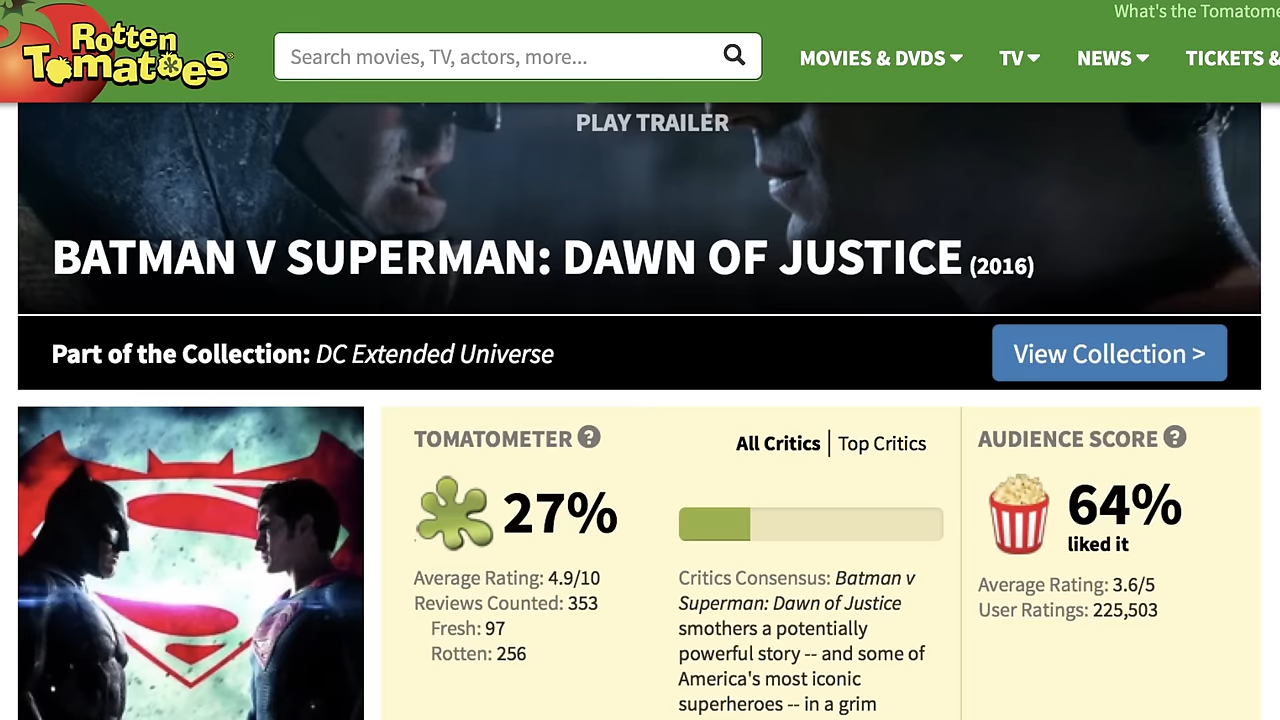 What's the Tomatome
Rotten
Tomatoes
Search movies, TV, actors, more...
MOVIES & DVDS
TV
NEWS
TICKETS &
PLAY TRAILER
BATMAN V SUPERMAN: DAWN OF JUSTICE (2016)
Part of the Collection: DC Extended Universe
View Collection >
TOMATOMETER ?
All Critics | Top Critics
27%
Average Rating: 4.9/10
Reviews Counted: 353
Fresh: 97
Rotten: 256
Critics Consensus: Batman v
Superman: Dawn of Justice
smothers a potentially
powerful story -- and some of
America's most iconic
superheroes -- in a grim
AUDIENCE SCORE ?
64%
liked it
Average Rating: 3.6/5
User Ratings: 225,503